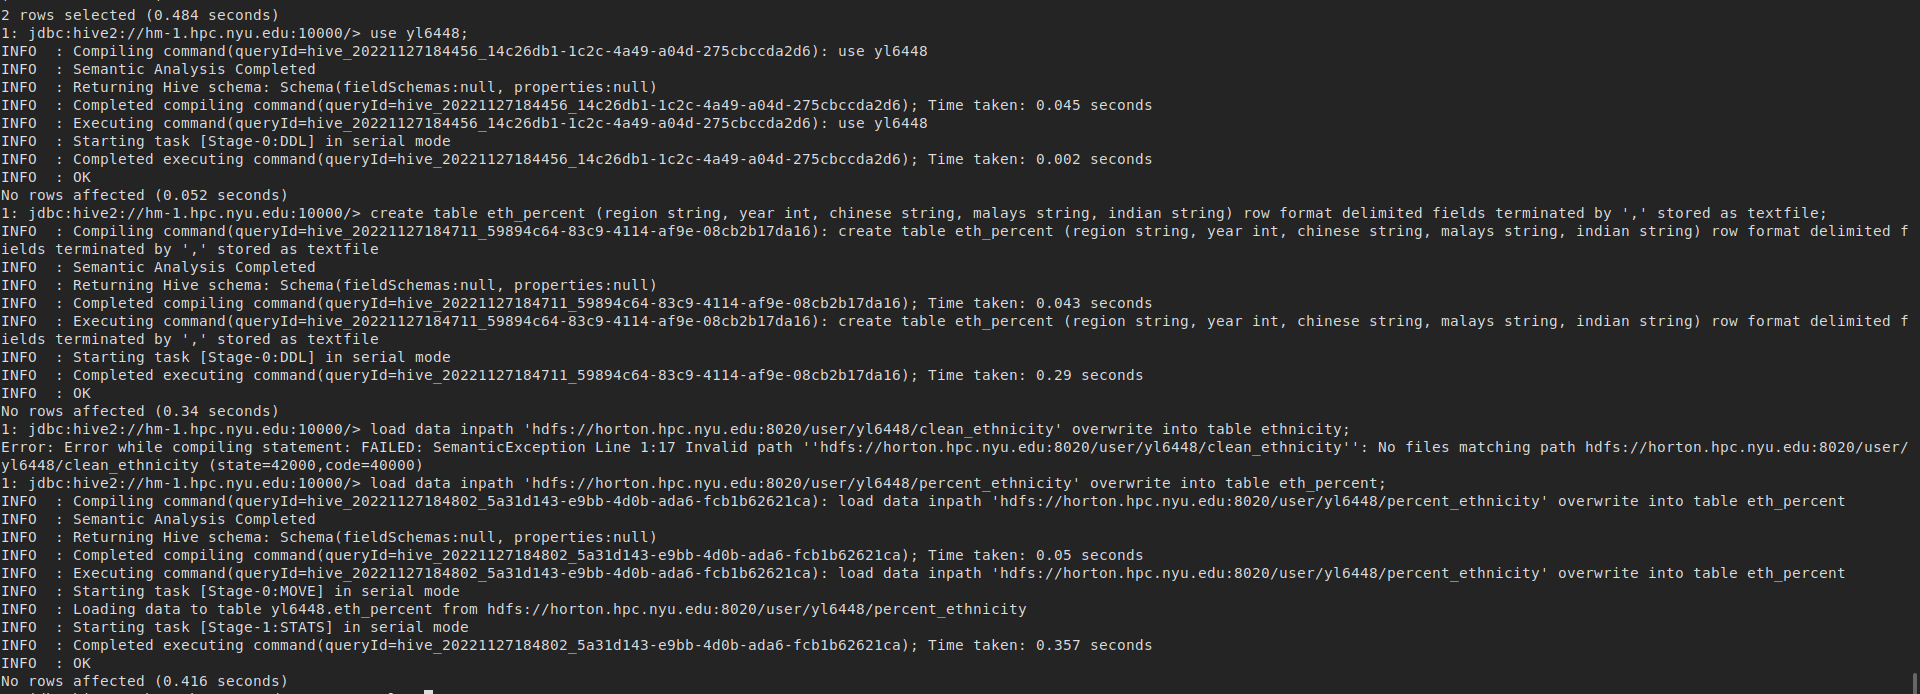 2 rows selected (0.484 seconds)
1: jdbc:hive2://hm-1.hpc.nyu.edu:10000/> use yl6448;
INFO  : Compiling command(queryId=hive_20221127184456_14c26db1-1c2c-4a49-a04d-275cbccda2d6): use yl6448
INFO  : Semantic Analysis Completed
INFO  : Returning Hive schema: Schema(fieldSchemas:null, properties:null)
INFO  : Completed compiling command(queryId=hive_20221127184456_14c26db1-1c2c-4a49-a04d-275cbccda2d6); Time taken: 0.045 seconds
INFO  : Executing command(queryId=hive_20221127184456_14c26db1-1c2c-4a49-a04d-275cbccda2d6): use yl6448
INFO  : Starting task [Stage-0:DDL] in serial mode
INFO  : Completed executing command(queryId=hive_20221127184456_14c26db1-1c2c-4a49-a04d-275cbccda2d6); Time taken: 0.002 seconds
INFO  : OK
No rows affected (0.052 seconds)
1: jdbc:hive2://hm-1.hpc.nyu.edu:10000/> create table eth_percent (region string, year int, chinese string, malays string, indian string) row format delimited fields terminated by ',' stored as textfile;
INFO  : Compiling command(queryId=hive_20221127184711_59894c64-83c9-4114-af9e-08cb2b17da16): create table eth_percent (region string, year int, chinese string, malays string, indian string) row format delimited f
ields terminated by ',' stored as textfile
INFO  : Semantic Analysis Completed
INFO  : Returning Hive schema: Schema(fieldSchemas:null, properties:null)
INFO  : Completed compiling command(queryId=hive_20221127184711_59894c64-83c9-4114-af9e-08cb2b17da16); Time taken: 0.043 seconds
INFO  : Executing command(queryId=hive_20221127184711_59894c64-83c9-4114-af9e-08cb2b17da16): create table eth_percent (region string, year int, chinese string, malays string, indian string) row format delimited f
ields terminated by ',' stored as textfile
INFO  : Starting task [Stage-0:DDL] in serial mode
INFO  : Completed executing command(queryId=hive_20221127184711_59894c64-83c9-4114-af9e-08cb2b17da16); Time taken: 0.29 seconds
INFO  : OK
No rows affected (0.34 seconds)
1: jdbc:hive2://hm-1.hpc.nyu.edu:10000/> load data inpath 'hdfs://horton.hpc.nyu.edu:8020/user/yl6448/clean_ethnicity' overwrite into table ethnicity;
Error: Error while compiling statement: FAILED: SemanticException Line 1:17 Invalid path ''hdfs://horton.hpc.nyu.edu:8020/user/yl6448/clean_ethnicity'': No files matching path hdfs://horton.hpc.nyu.edu:8020/user/
yl6448/clean_ethnicity (state=42000,code=40000)
1: jdbc:hive2://hm-1.hpc.nyu.edu:10000/> load data inpath 'hdfs://horton.hpc.nyu.edu:8020/user/yl6448/percent_ethnicity' overwrite into table eth_percent;
INFO  : Compiling command(queryId=hive_20221127184802_5a31d143-e9bb-4d0b-ada6-fcb1b62621ca): load data inpath 'hdfs://horton.hpc.nyu.edu:8020/user/yl6448/percent_ethnicity' overwrite into table eth_percent
INFO  : Semantic Analysis Completed
INFO  : Returning Hive schema: Schema(fieldSchemas:null, properties:null)
INFO  : Completed compiling command(queryId=hive_20221127184802_5a31d143-e9bb-4d0b-ada6-fcb1b62621ca); Time taken: 0.05 seconds
INFO  : Executing command(queryId=hive_20221127184802_5a31d143-e9bb-4d0b-ada6-fcb1b62621ca): load data inpath 'hdfs://horton.hpc.nyu.edu:8020/user/yl6448/percent_ethnicity' overwrite into table eth_percent
INFO  : Starting task [Stage-0:MOVE] in serial mode
INFO  : Loading data to table yl6448.eth_percent from hdfs://horton.hpc.nyu.edu:8020/user/yl6448/percent_ethnicity
INFO  : Starting task [Stage-1:STATS] in serial mode
INFO  : Completed executing command(queryId=hive_20221127184802_5a31d143-e9bb-4d0b-ada6-fcb1b62621ca); Time taken: 0.357 seconds
INFO  : OK
No rows affected (0.416 seconds)